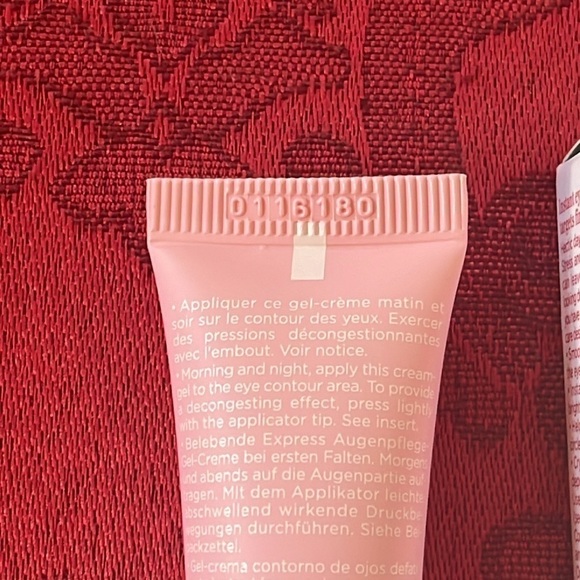 0116180
• Appliquer ce gel-crème matin et
soir sur le contour des yeux. Exercer
des pressions décongestionnantes
avec l'embout. Voir notice.
• Morning and night, apply this cream-
gel to the eye contour area. To provide
a decongesting effect, press lightly
with the applicator tip. See insert.
• Belebende Express Augenpflege-
Gel-Creme bei ersten Falten. Morgens
und abends auf die Augenpartie auf
tragen. Mit dem Applikator leichte
abschwellend wirkende Druckbe-
wegungen durchführen. Siehe Bei
packzettel.
• Gel-crema contorno de ojos